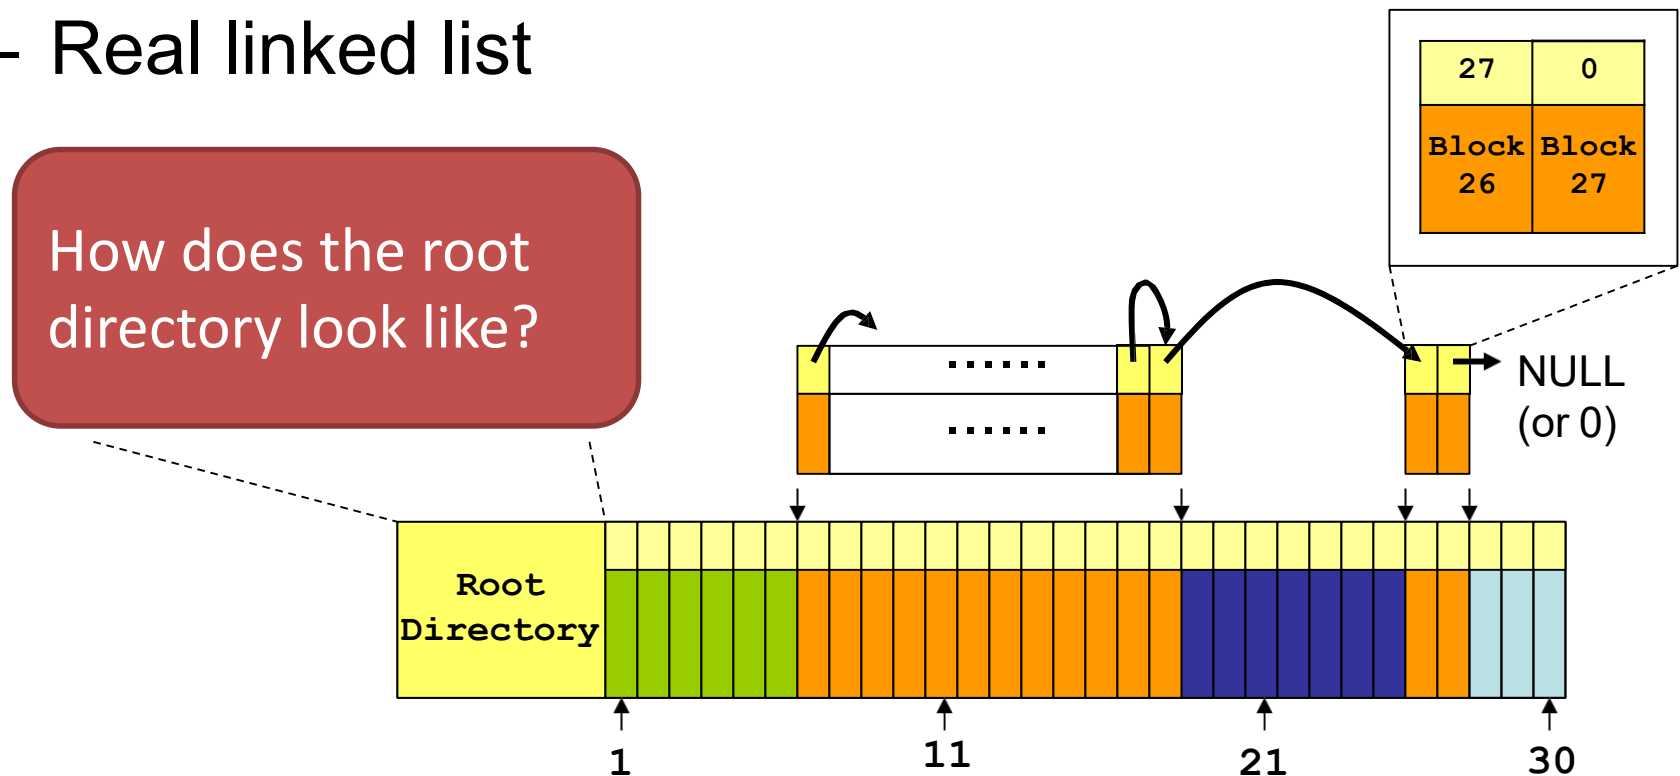 - Real linked list
27 0
Block Block
26 27
How does the root
directory look like?
......
NULL
(or 0)
......
Root
Directory
1 11 21 30